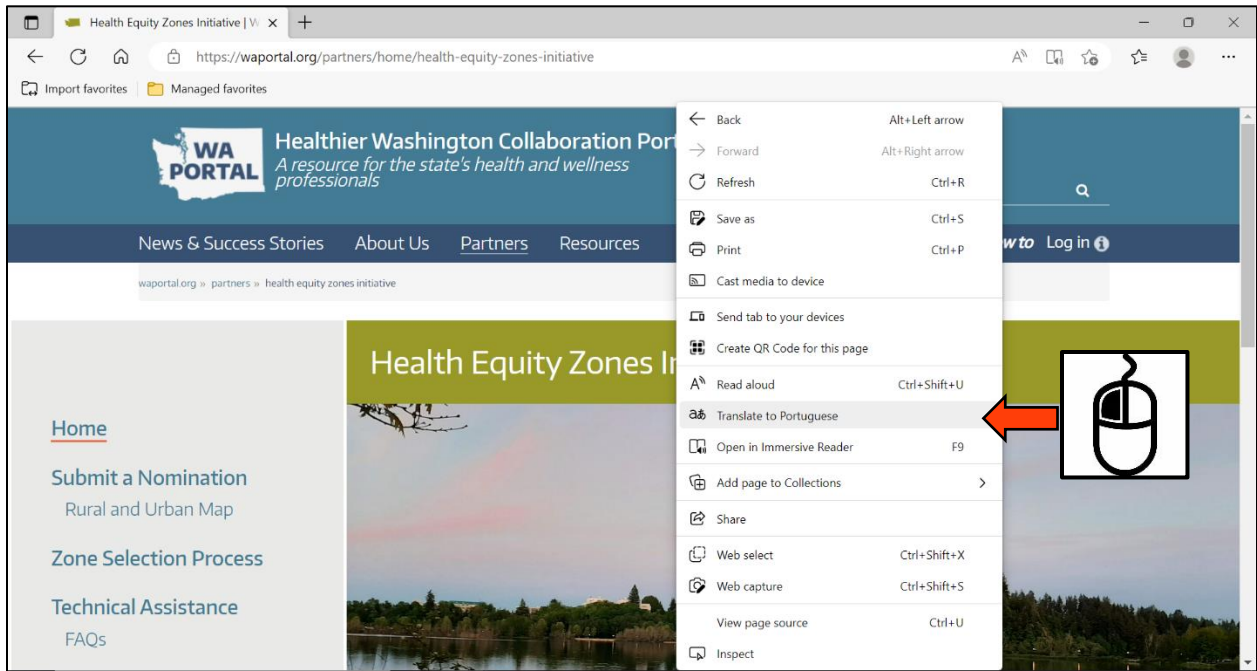 Health Equity Zones Initiative | W
https://waportal.org/partners/home/health-equity-zones-initiative
Import favorites
Managed favorites
WA
PORTAL
Healthier Washington Collaboration Port
A resource for the state's health and wellness
professionals
News & Success Stories About Us Partners Resources
w to Log in
waportal.org » partners » health equity zones initiative
Health Equity Zones In
Home
Submit a Nomination
Rural and Urban Map
Zone Selection Process
Technical Assistance
FAQs
Back Alt+Left arrow
Forward Alt+Right arrow
Refresh Ctrl+R
Save as Ctrl+S
Print Ctrl+P
Cast media to device
Send tab to your devices
Create QR Code for this page
Read aloud Ctrl+Shift+U
Translate to Portuguese
Open in Immersive Reader F9
Add page to Collections
Share
Web select Ctrl+Shift+X
Web capture Ctrl+Shift+S
View page source Ctrl+U
Inspect